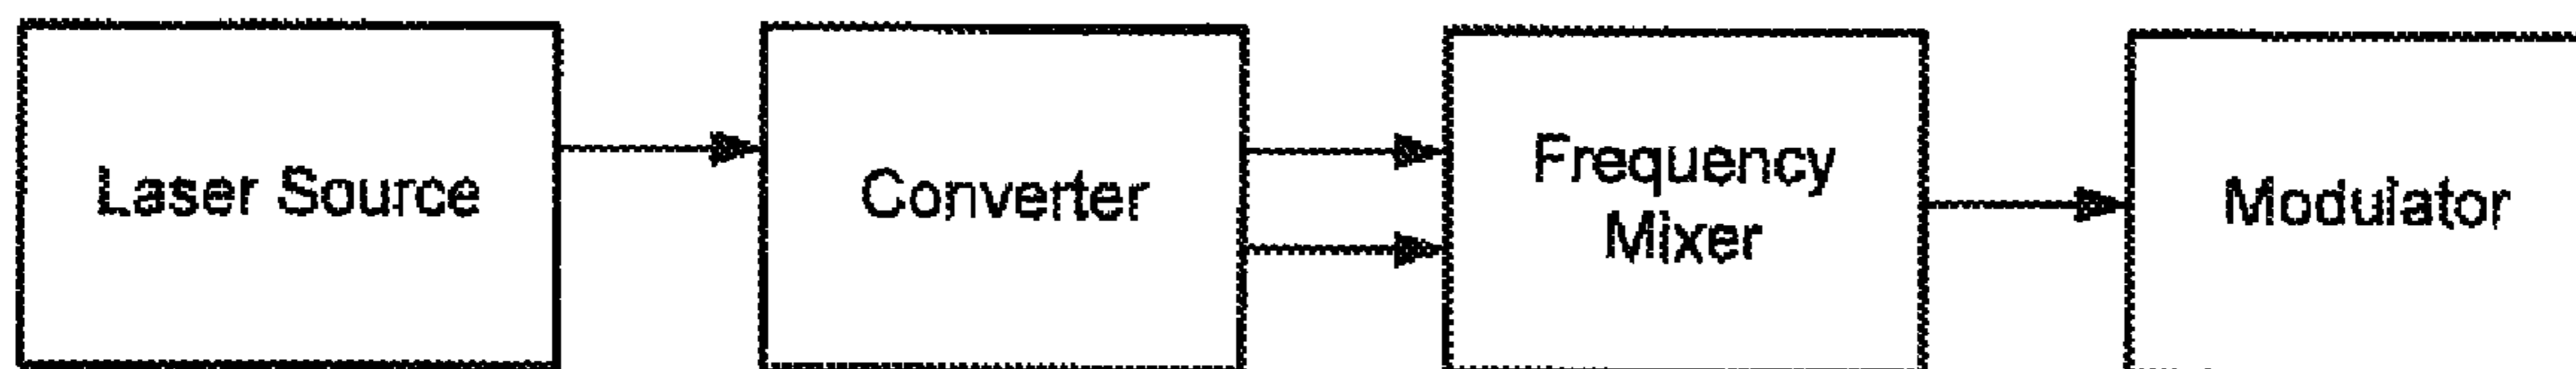 Laser Source
Converter
Frequency
Mixer
Modulator